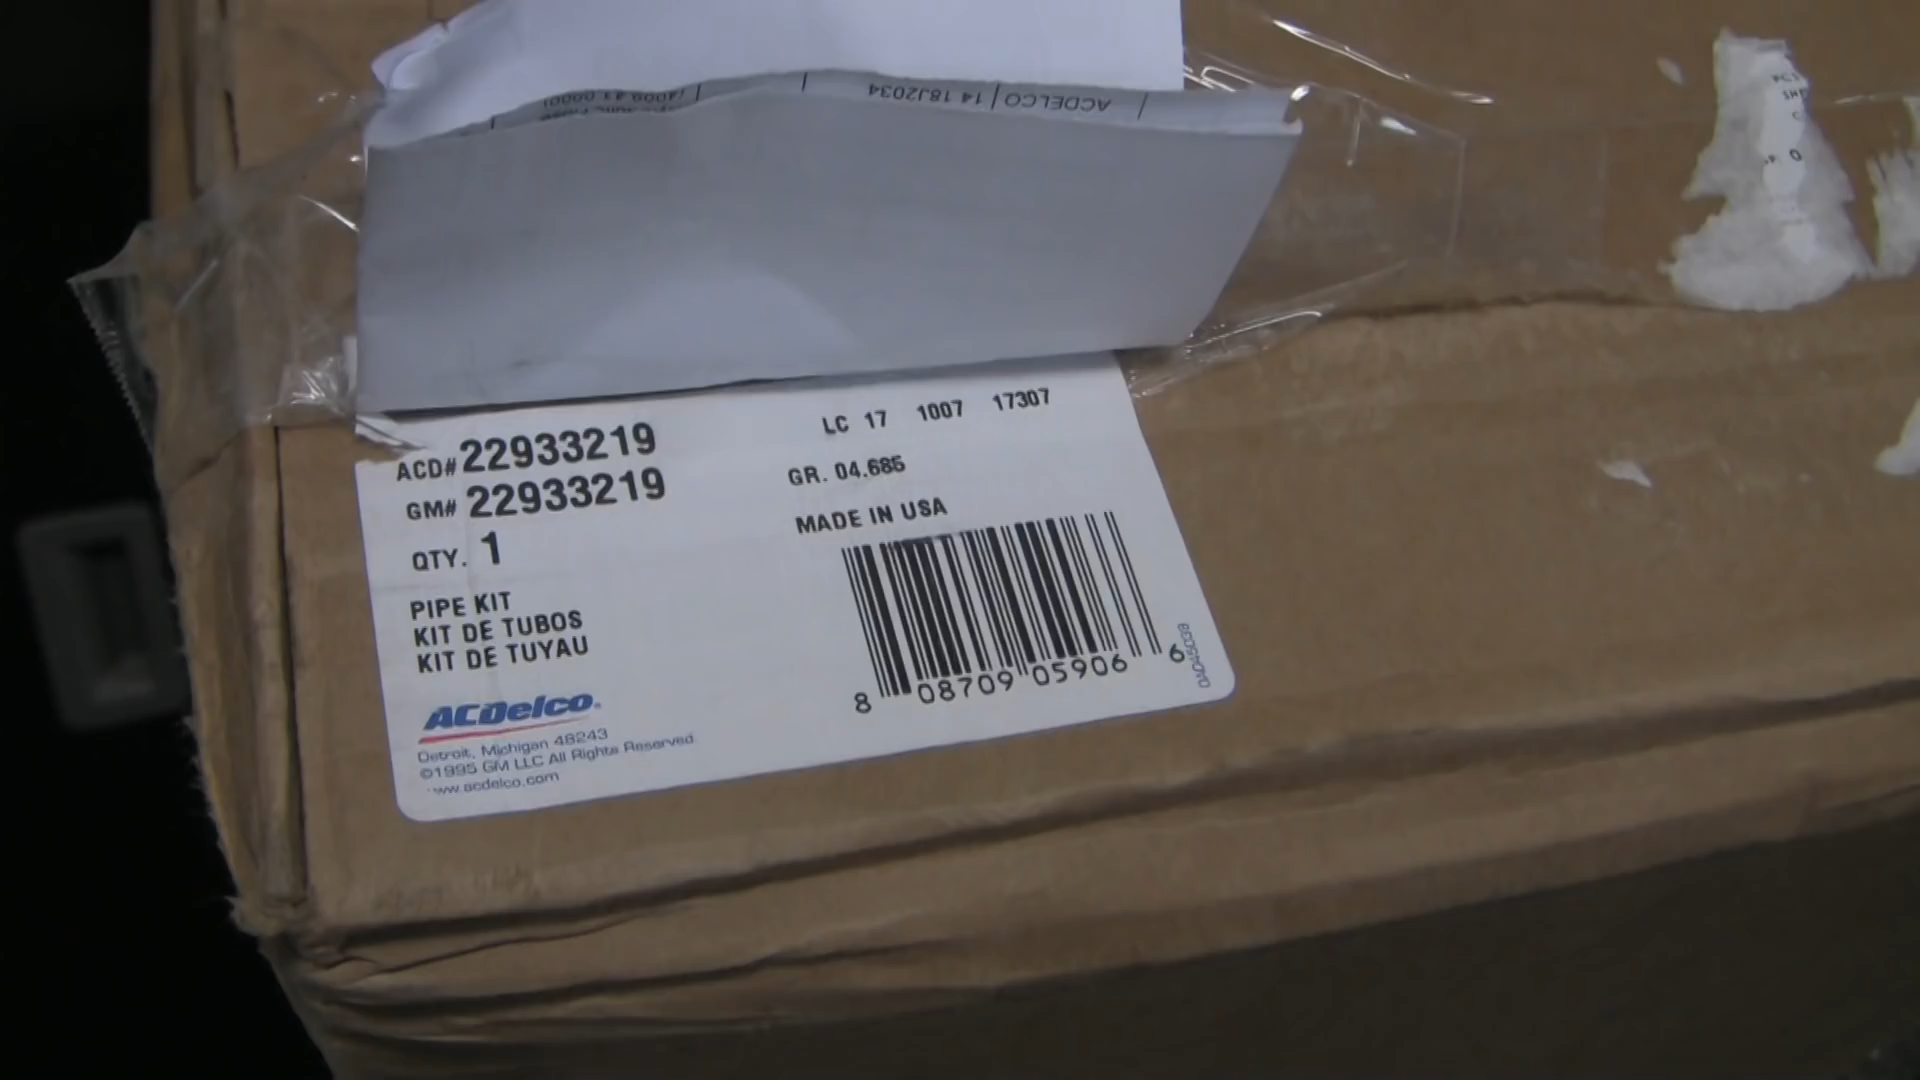 ACDELCO 14 18J2034
ACD# 22933219
GM# 22933219
QTY. 1
PIPE KIT
KIT DE TUBOS
KIT DE TUYAU
LC 17 1007 17307
GR. 04.685
MADE IN USA
8 08709 05906 6
ACDelco
Detroit, Michigan 48243
©1995 GM LLC All Rights Reserved
www.acdelco.com